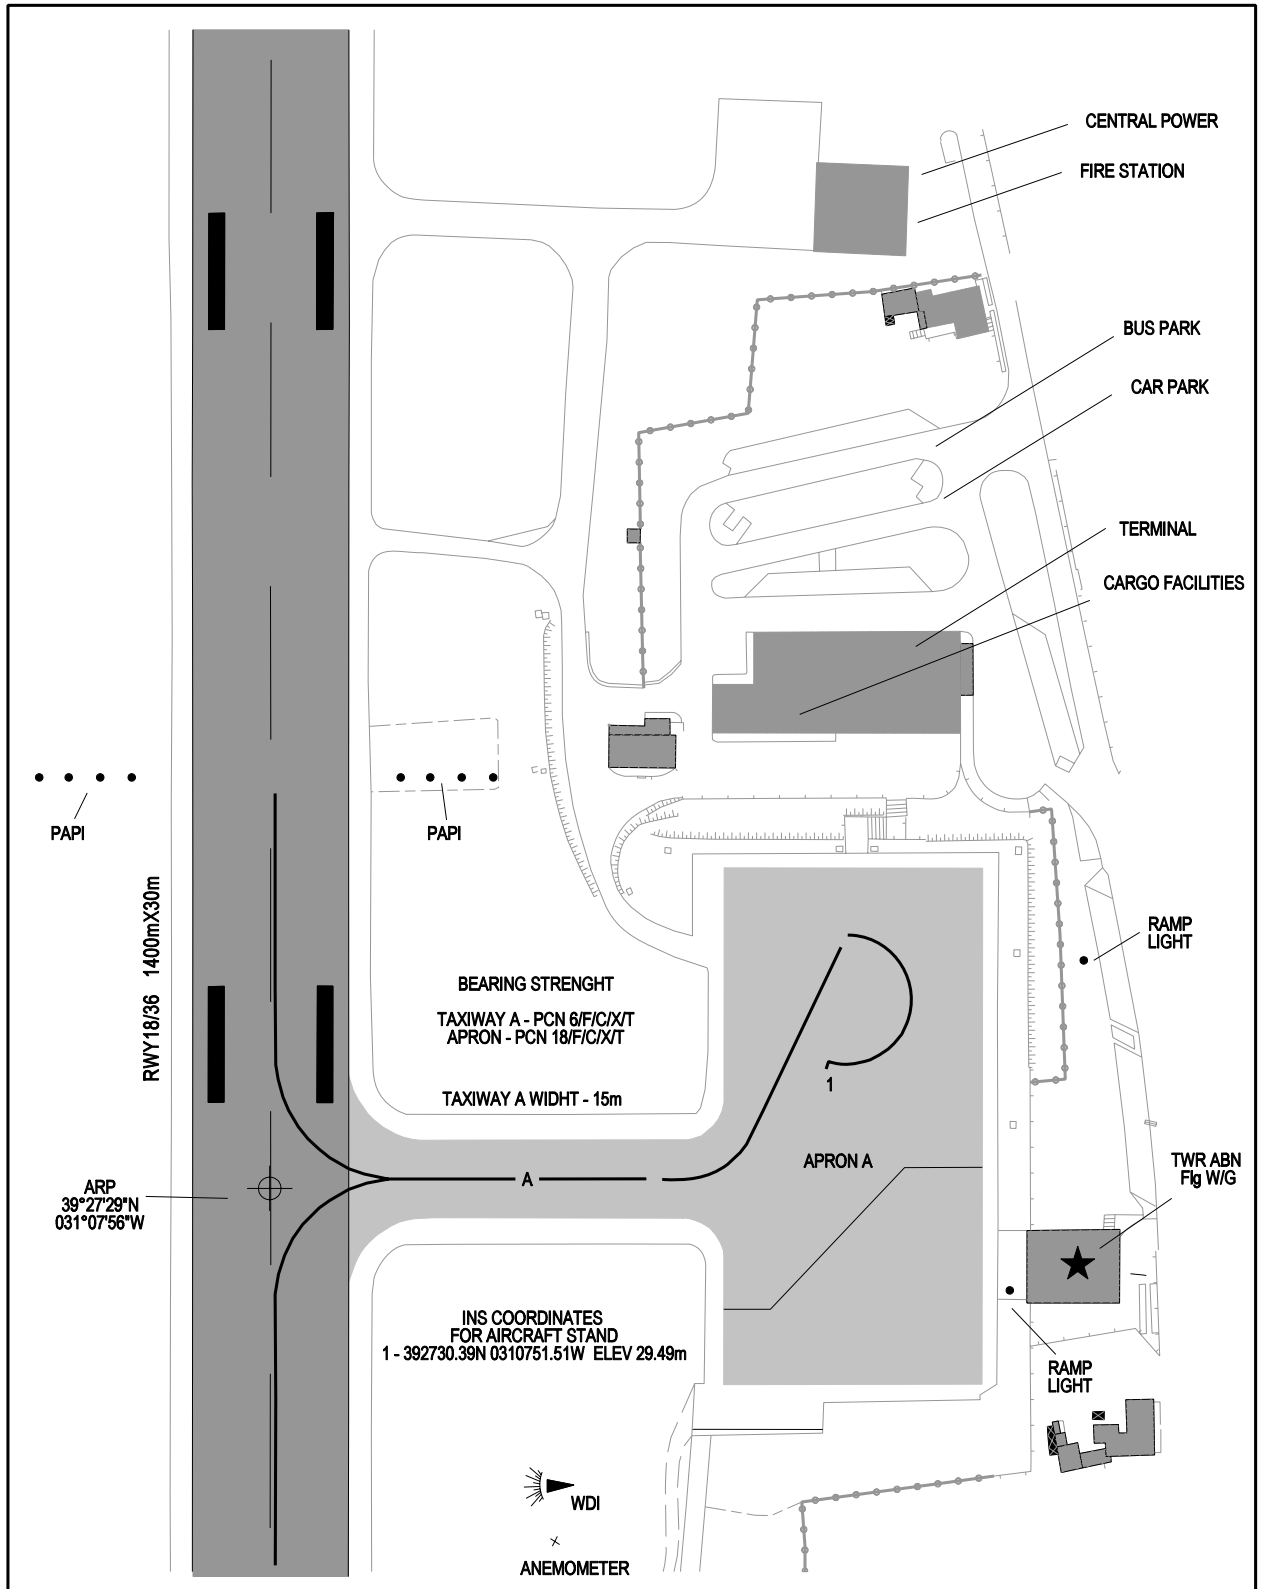 CENTRAL POWER
FIRE STATION
BUS PARK
CAR PARK
TERMINAL
CARGO FACILITIES
PAPI
PAPI
RWY18/36 1400mX30m
RAMP
LIGHT
BEARING STRENGHT
TAXIWAY A - PCN 6/F/C/X/T
APRON - PCN 18/F/C/X/T
TAXIWAY A WIDHT - 15m
1
APRON A
A
TWR ABN
Flg W/G
ARP
39°27'29"N
031°07'56"W
INS COORDINATES
FOR AIRCRAFT STAND
1 - 392730.39N 0310751.51W ELEV 29.49m
RAMP
LIGHT
WDI
ANEMOMETER